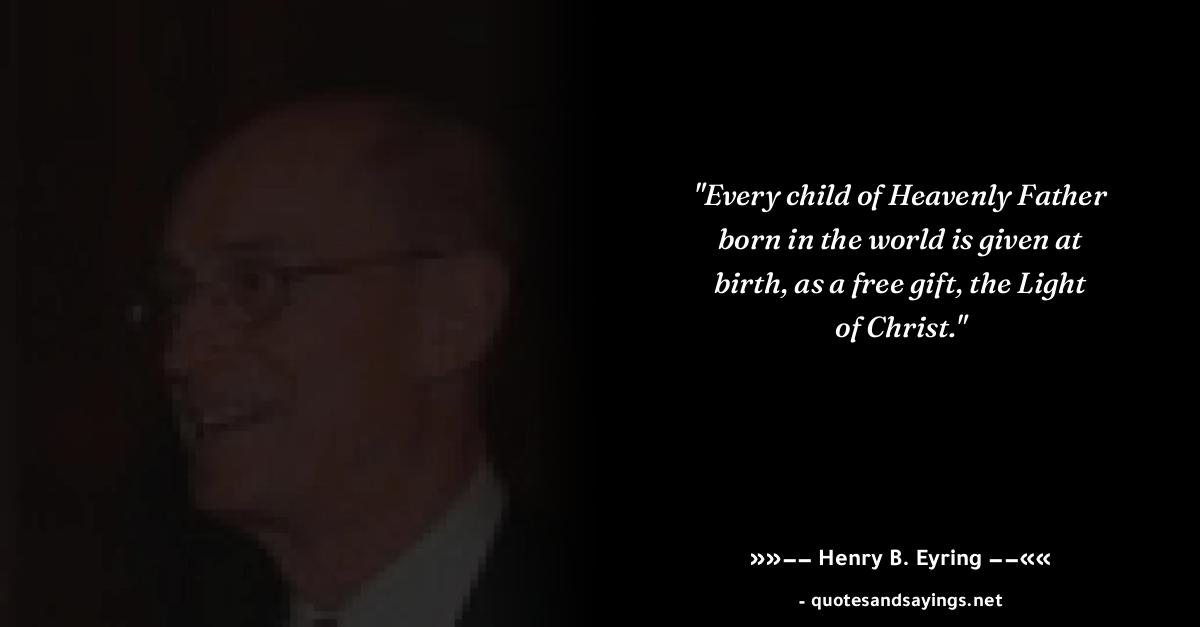 "Every child of Heavenly Father
born in the world is given at
birth, as a free gift, the Light
of Christ."
»»−− Henry B. Eyring −−««
- quotesandsayings.net